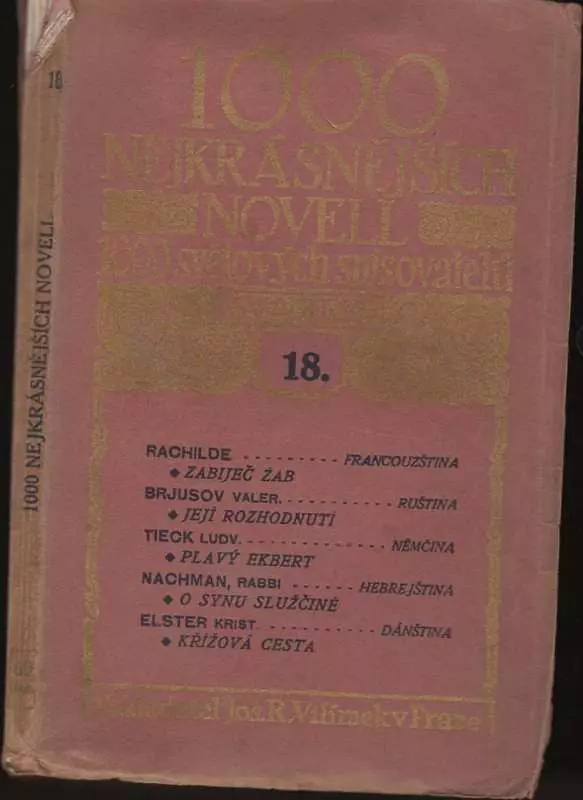 18
1000 NEJKRÁSNĚJŠÍCH NOVELL
1000
NEJKRÁSNĚJŠÍCH
NOVELL
1000 světových spisovatelů
18.
RACHILDE ......... FRANCOUZŠTINA
◆ ZABIJEČ ŽAB
BRJUSOV VALER. .......... RUŠTINA
◆ JEJÍ ROZHODNUTÍ
TIECK LUDV. ............. NĚMČINA
◆ PLAVÝ EKBERT
NACHMAN, RABBI ...... HEBREJŠTINA
◆ O SYNU SLUŽČINĚ
ELSTER KRIST. .......... DÁNŠTINA
◆ KŘÍŽOVÁ CESTA
Nakladatel Jos. R. Vilímek v Praze